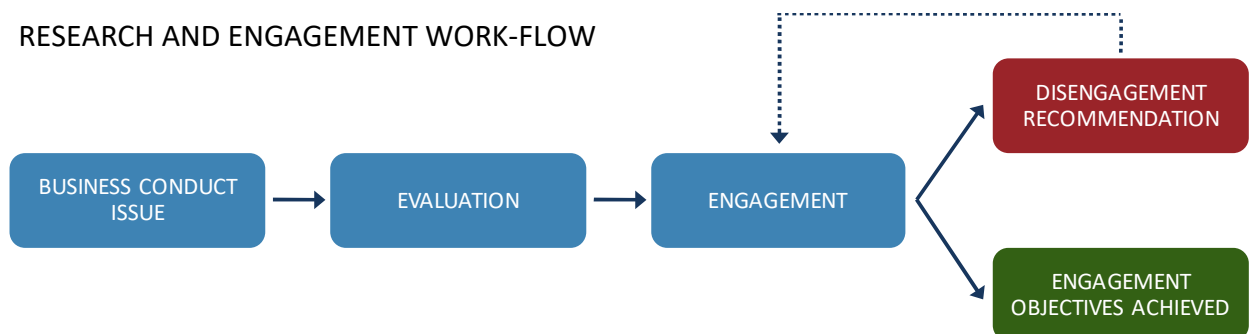 RESEARCH AND ENGAGEMENT WORK-FLOW
BUSINESS CONDUCT
ISSUE
EVALUATION
ENGAGEMENT
DISENGAGEMENT
RECOMMENDATION
ENGAGEMENT
OBJECTIVES ACHIEVED